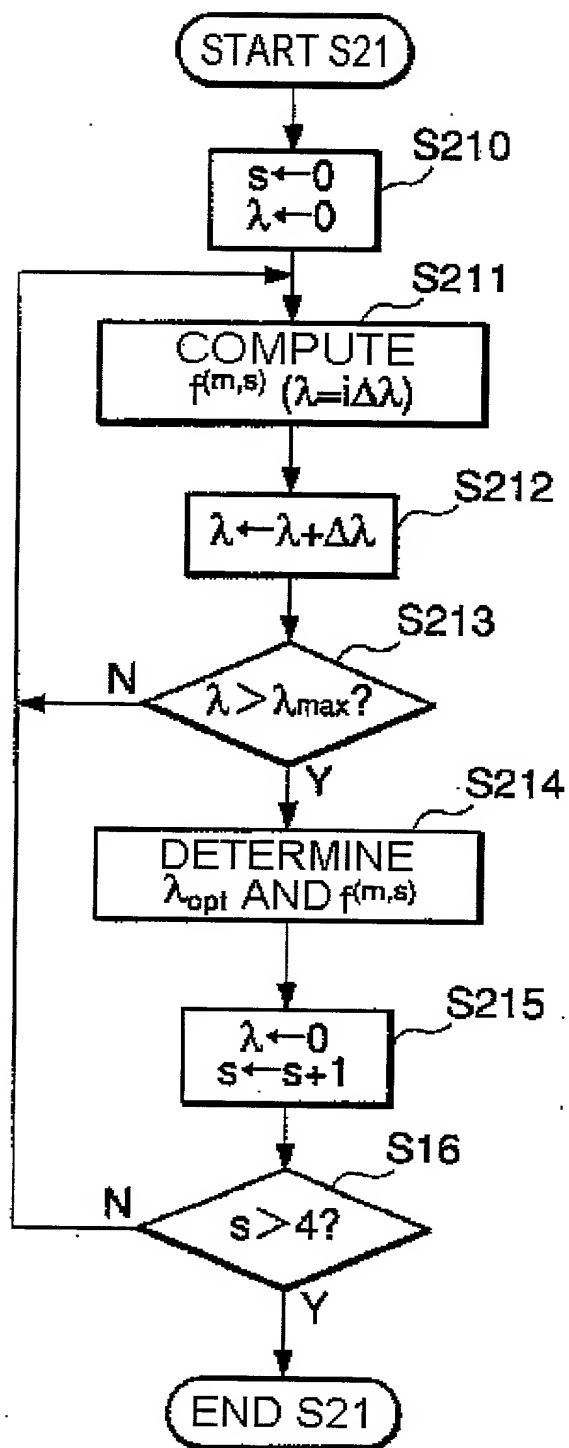 START S21
S210
s←0
λ←0
S211
COMPUTE
f(m,s) (λ=iΔλ)
S212
λ←λ+Δλ
S213
N
λ>λmax?
Y
S214
DETERMINE
λopt AND f(m,s)
S215
λ←0
s←s+1
S16
N
s>4?
Y
END S21